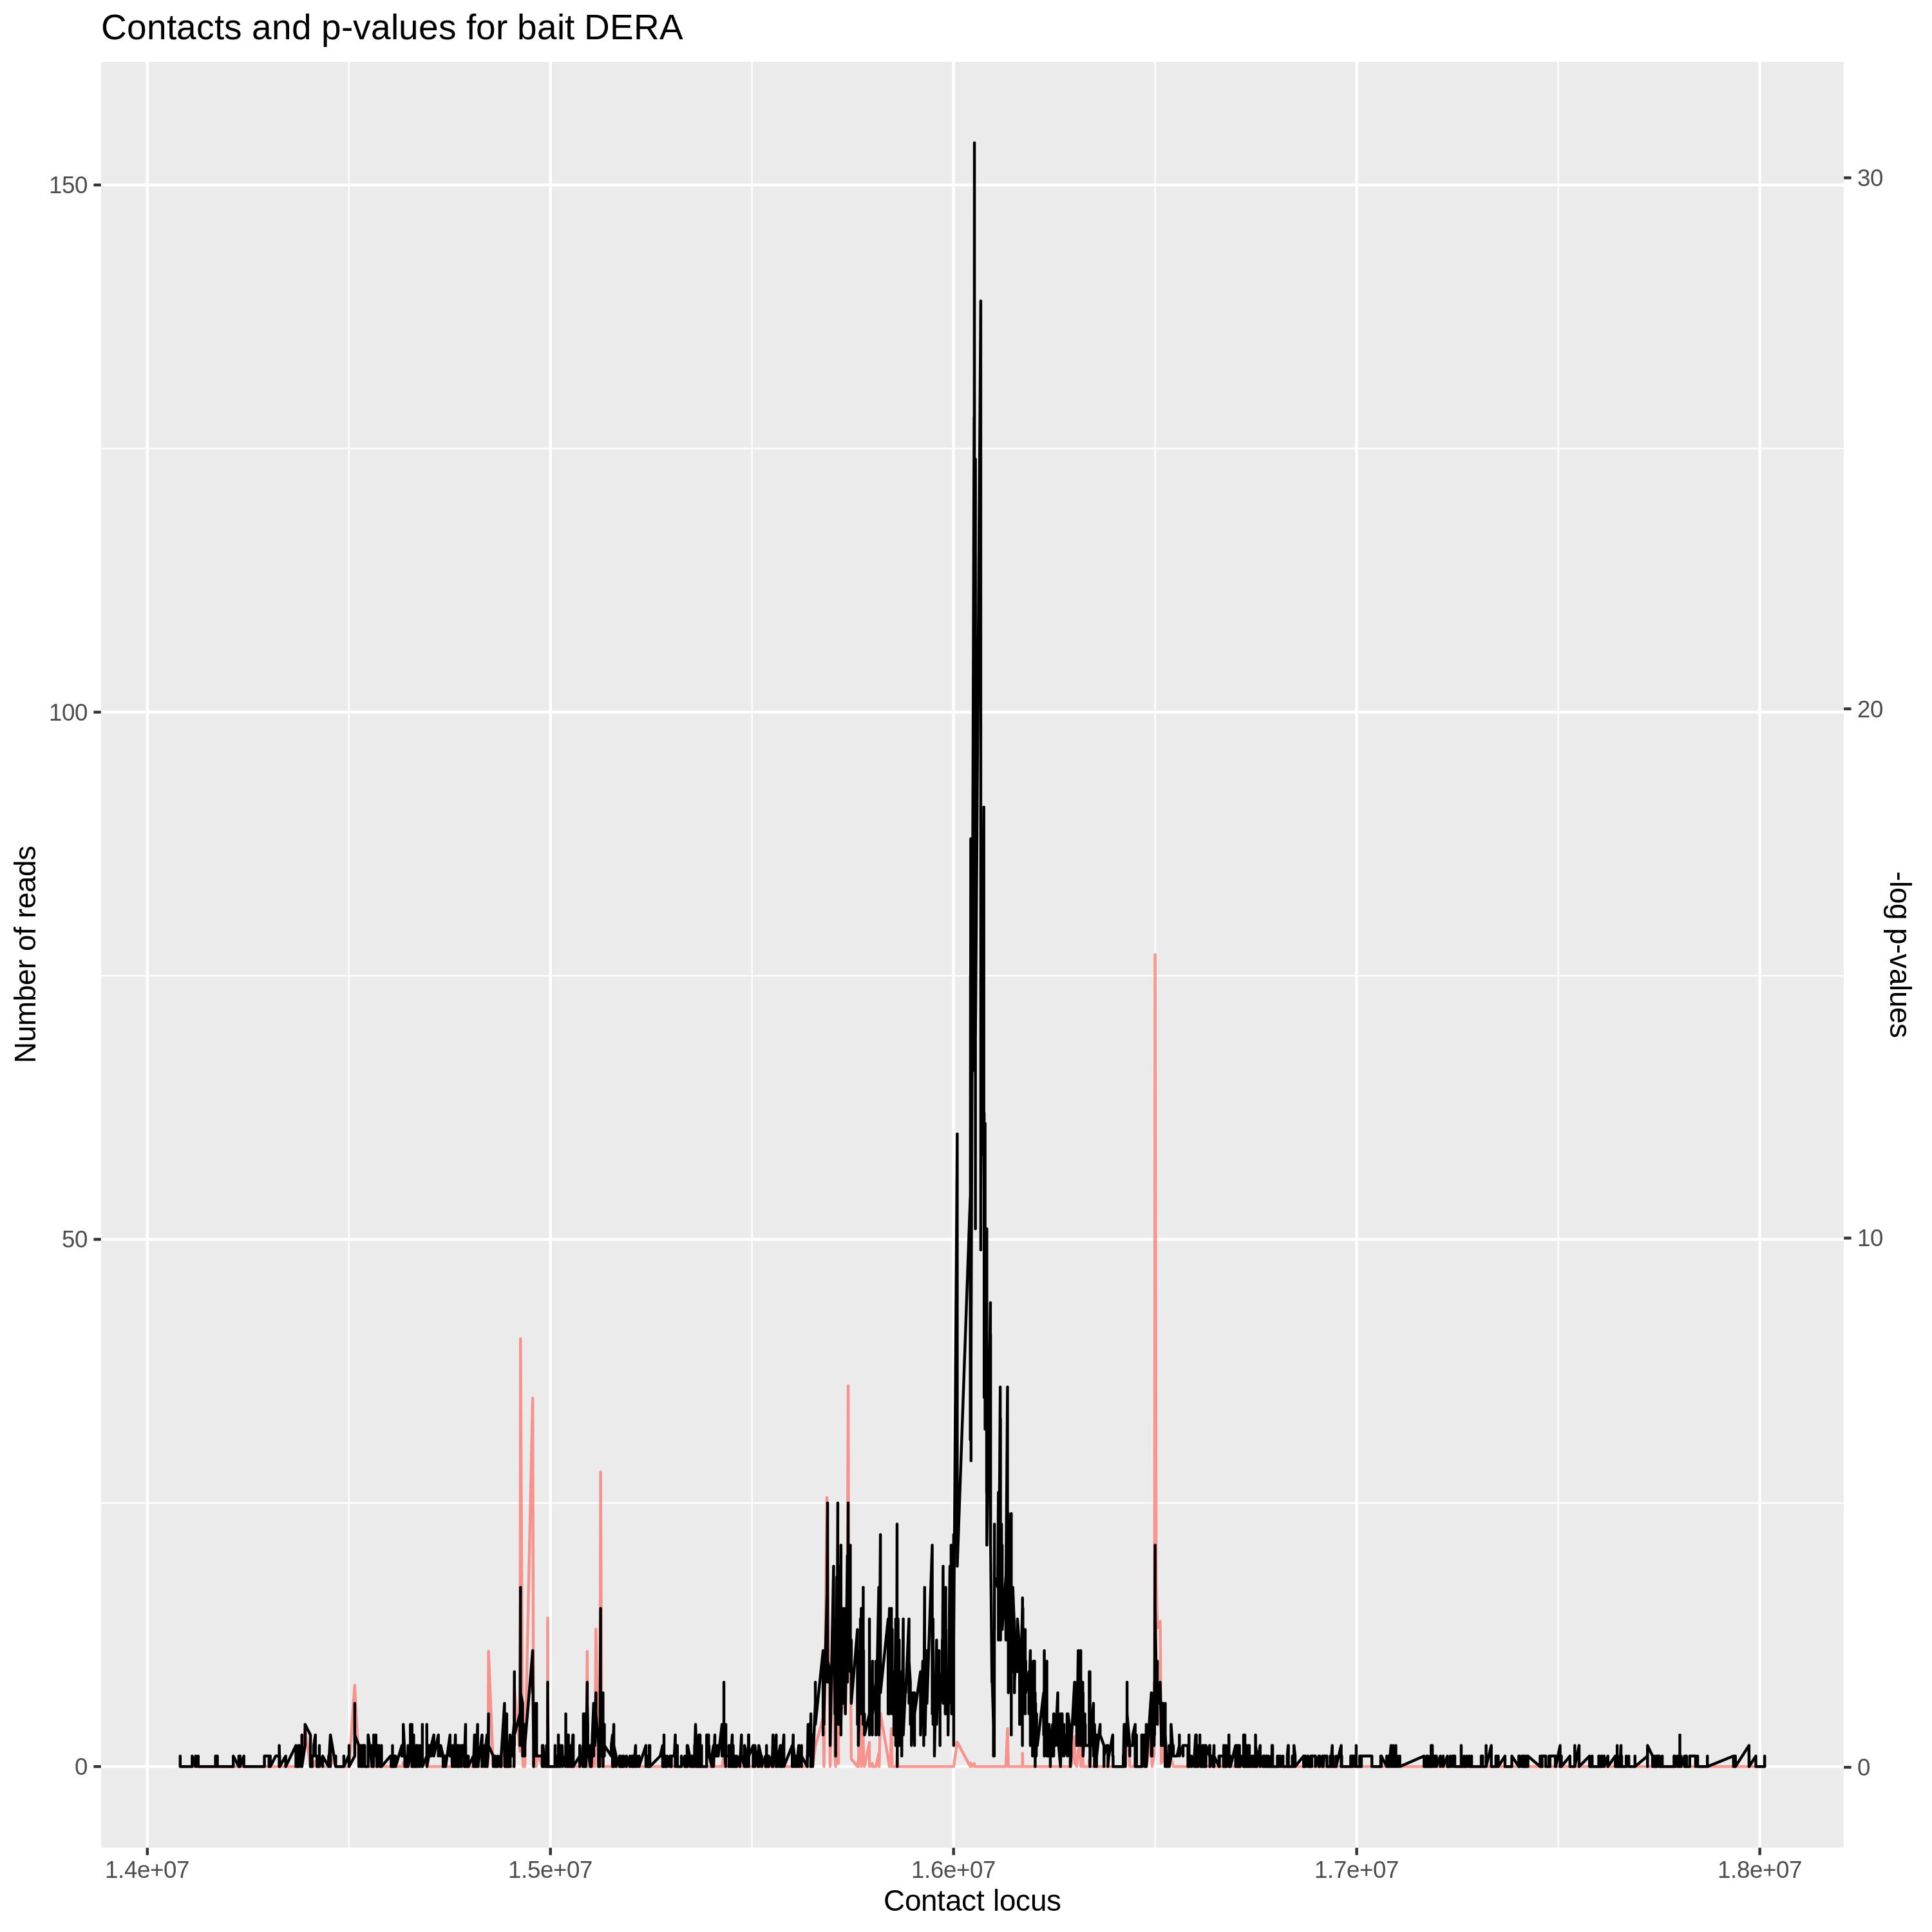 Contacts and p-values for bait DERA
150
100
50
0
30
20
10
0
Number of reads
-log p-values
1.4e+07
1.5e+07
1.6e+07
1.7e+07
1.8e+07
Contact locus